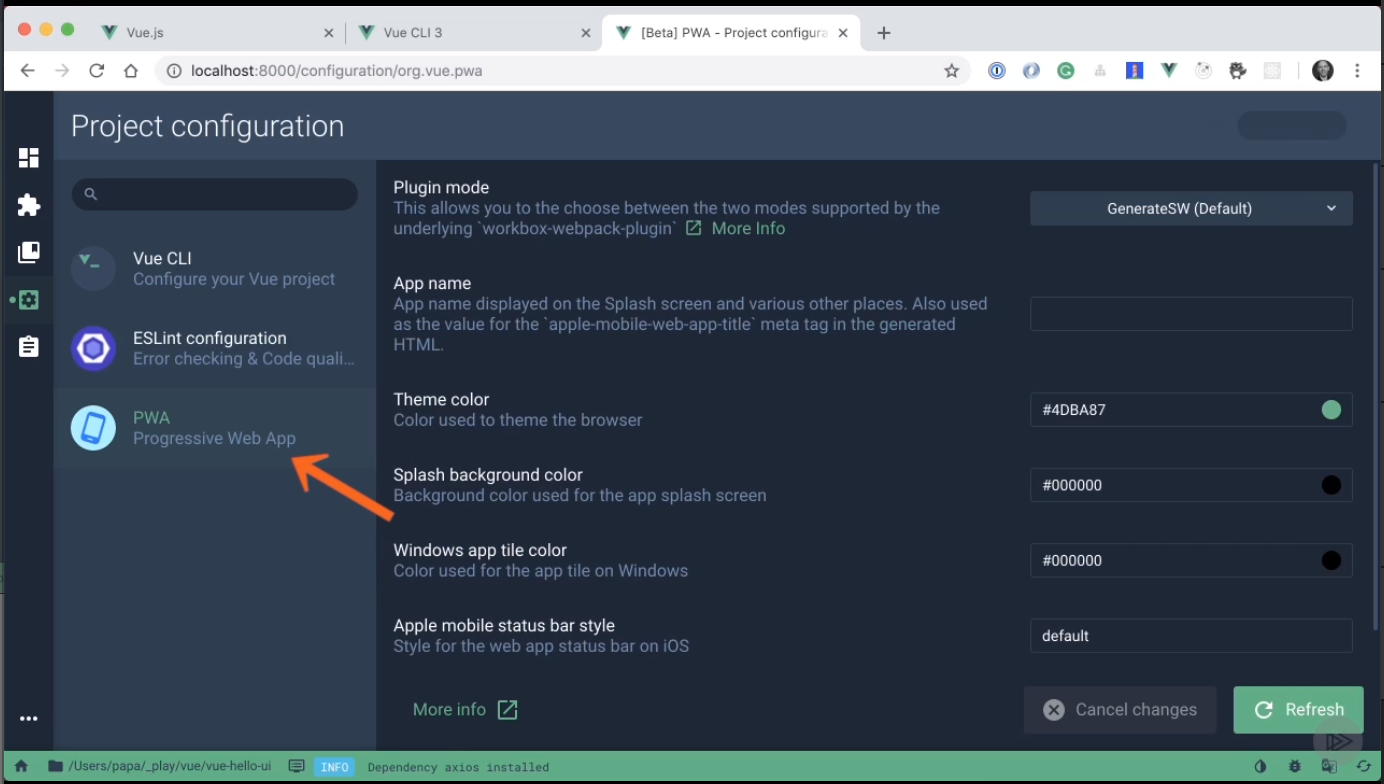 Vue.js
Vue CLI 3
[Beta] PWA - Project configura
localhost:8000/configuration/org.vue.pwa
Project configuration
Vue CLI
Configure your Vue project
ESLint configuration
Error checking & Code quali...
PWA
Progressive Web App
Plugin mode
This allows you to the choose between the two modes supported by the
underlying `workbox-webpack-plugin` More Info
GenerateSW (Default)
App name
App name displayed on the Splash screen and various other places. Also used
as the value for the `apple-mobile-web-app-title` meta tag in the generated
HTML.
Theme color
Color used to theme the browser
#4DBA87
Splash background color
Background color used for the app splash screen
#000000
Windows app tile color
Color used for the app tile on Windows
#000000
Apple mobile status bar style
Style for the web app status bar on iOS
default
More info
Cancel changes
Refresh
/Users/papa/_play/vue/vue-hello-ui
INFO
Dependency axios installed